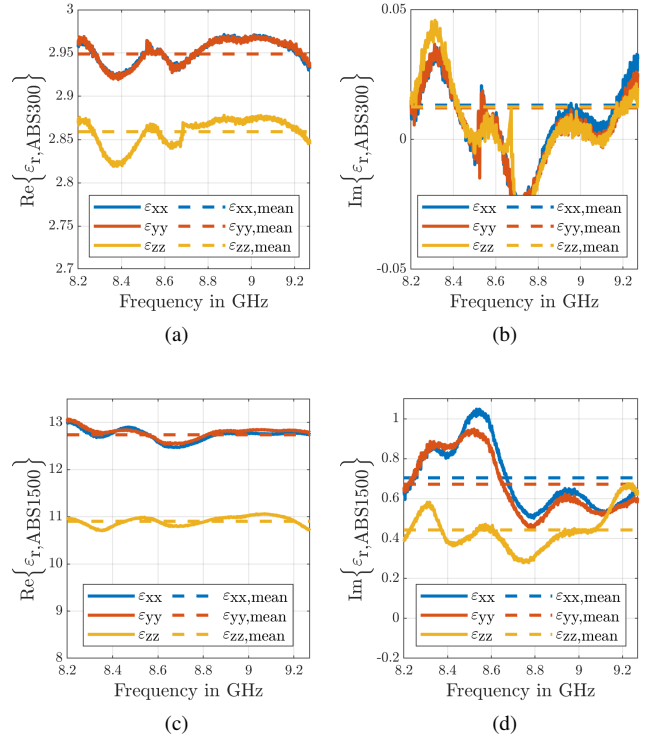 3.05
3
2.95
2.9
2.85
2.8
2.75
2.7
8.2 8.4 8.6 8.8 9 9.2
Re{εr,ABS300}
Frequency in GHz
εxx εxx,mean
εyy εyy,mean
εzz εzz,mean
(a)
0.05
0
-0.05
8.2 8.4 8.6 8.8 9 9.2
Im{εr,ABS300}
Frequency in GHz
εxx εxx,mean
εyy εyy,mean
εzz εzz,mean
(b)
13
12
11
10
9
8
8.2 8.4 8.6 8.8 9 9.2
Re{εr,ABS1500}
Frequency in GHz
εxx εxx,mean
εyy εyy,mean
εzz εzz,mean
(c)
1
0.8
0.6
0.4
0.2
0
-0.2
8.2 8.4 8.6 8.8 9 9.2
Im{εr,ABS1500}
Frequency in GHz
εxx εxx,mean
εyy εyy,mean
εzz εzz,mean
(d)